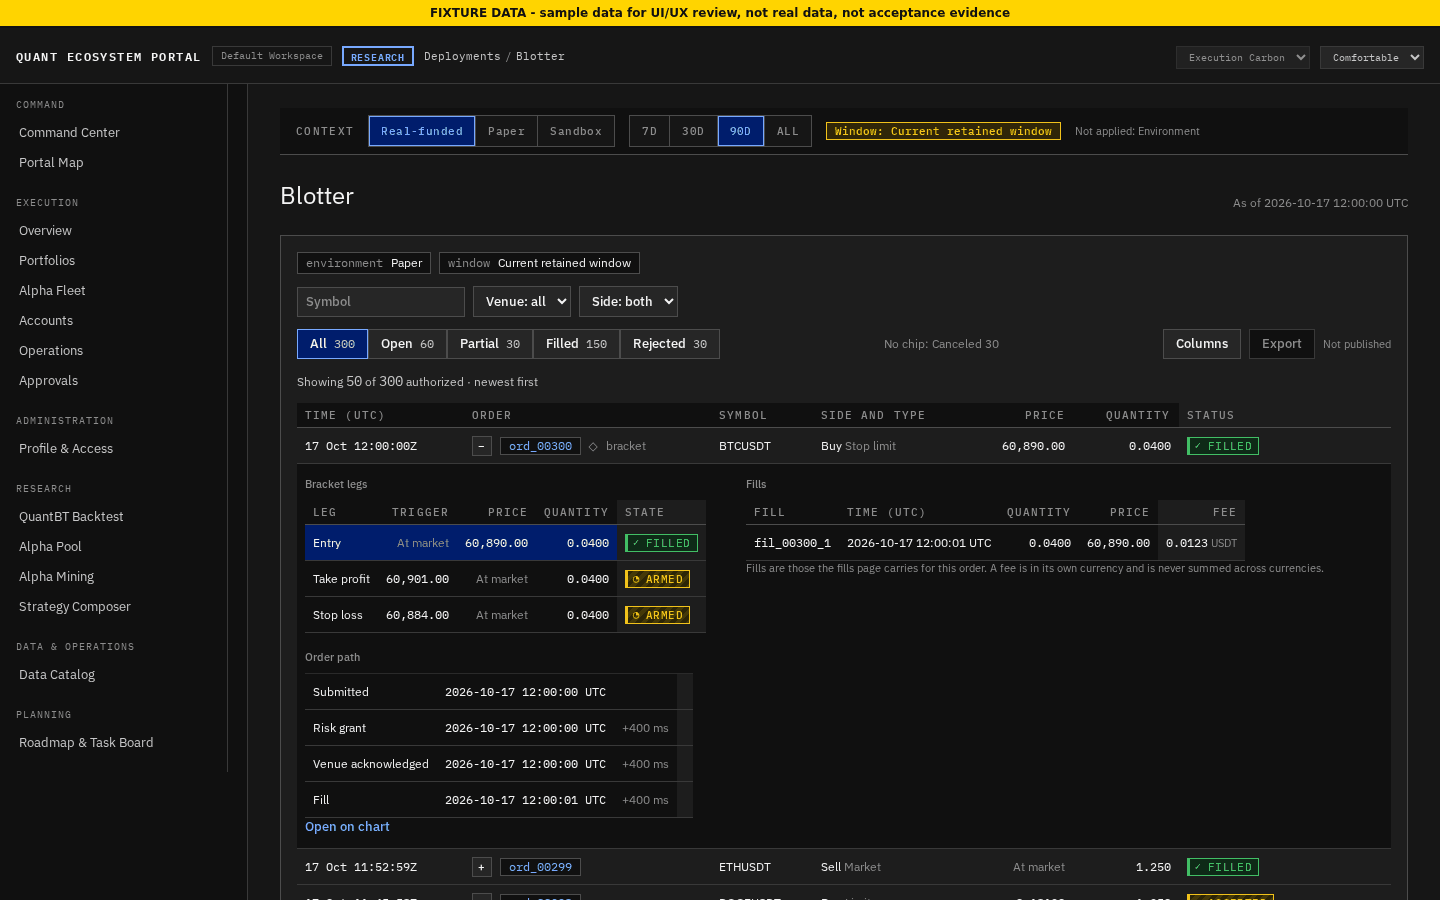 FIXTURE DATA - sample data for UI/UX review, not real data, not acceptance evidence
QUANT ECOSYSTEM PORTAL Default Workspace RESEARCH Deployments / Blotter Execution Carbon Comfortable
COMMAND
Command Center
Portal Map
EXECUTION
Overview
Portfolios
Alpha Fleet
Accounts
Operations
Approvals
ADMINISTRATION
Profile & Access
RESEARCH
QuantBT Backtest
Alpha Pool
Alpha Mining
Strategy Composer
DATA & OPERATIONS
Data Catalog
PLANNING
Roadmap & Task Board
CONTEXT Real-funded Paper Sandbox 7D 30D 90D ALL Window: Current retained window Not applied: Environment
Blotter
As of 2026-10-17 12:00:00 UTC
environment Paper window Current retained window
Symbol Venue: all Side: both
All 300 Open 60 Partial 30 Filled 150 Rejected 30 No chip: Canceled 30 Columns Export Not published
Showing 50 of 300 authorized · newest first
TIME (UTC) ORDER SYMBOL SIDE AND TYPE PRICE QUANTITY STATUS
17 Oct 12:00:00Z − ord_00300 ◇ bracket BTCUSDT Buy Stop limit 60,890.00 0.0400 ✓ FILLED
Bracket legs
LEG TRIGGER PRICE QUANTITY STATE
Entry At market 60,890.00 0.0400 ✓ FILLED
Take profit 60,901.00 At market 0.0400 ◔ ARMED
Stop loss 60,884.00 At market 0.0400 ◔ ARMED
Fills
FILL TIME (UTC) QUANTITY PRICE FEE
fil_00300_1 2026-10-17 12:00:01 UTC 0.0400 60,890.00 0.0123 USDT
Fills are those the fills page carries for this order. A fee is in its own currency and is never summed across currencies.
Order path
Submitted 2026-10-17 12:00:00 UTC
Risk grant 2026-10-17 12:00:00 UTC +400 ms
Venue acknowledged 2026-10-17 12:00:00 UTC +400 ms
Fill 2026-10-17 12:00:01 UTC +400 ms
Open on chart
17 Oct 11:52:59Z + ord_00299 ETHUSDT Sell Market At market 1.250 ✓ FILLED